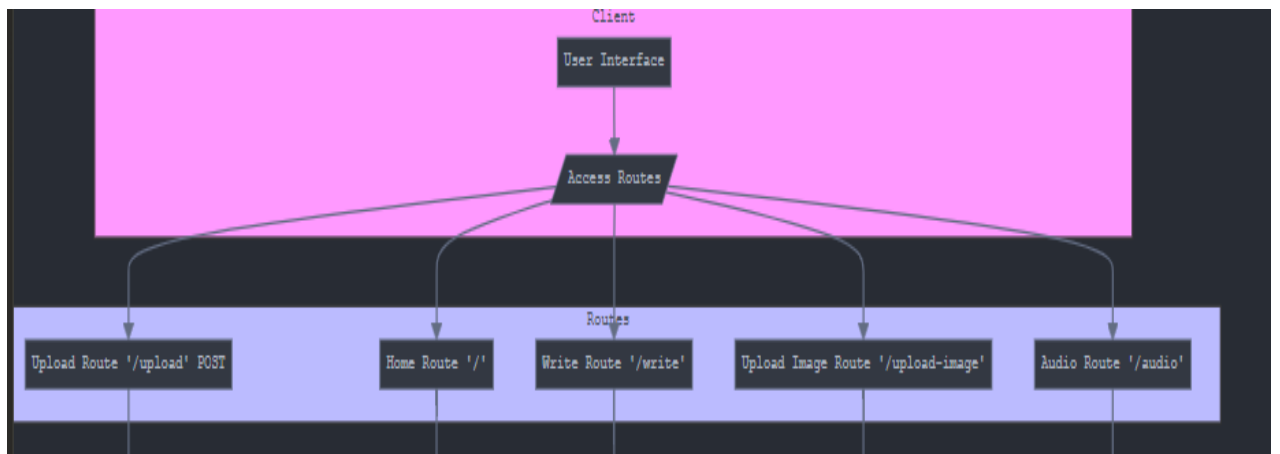 Client
User Interface
Access Routes
Routes
Upload Route '/upload' POST
Home Route '/'
Write Route '/write'
Upload Image Route '/upload-image'
Audio Route '/audio'